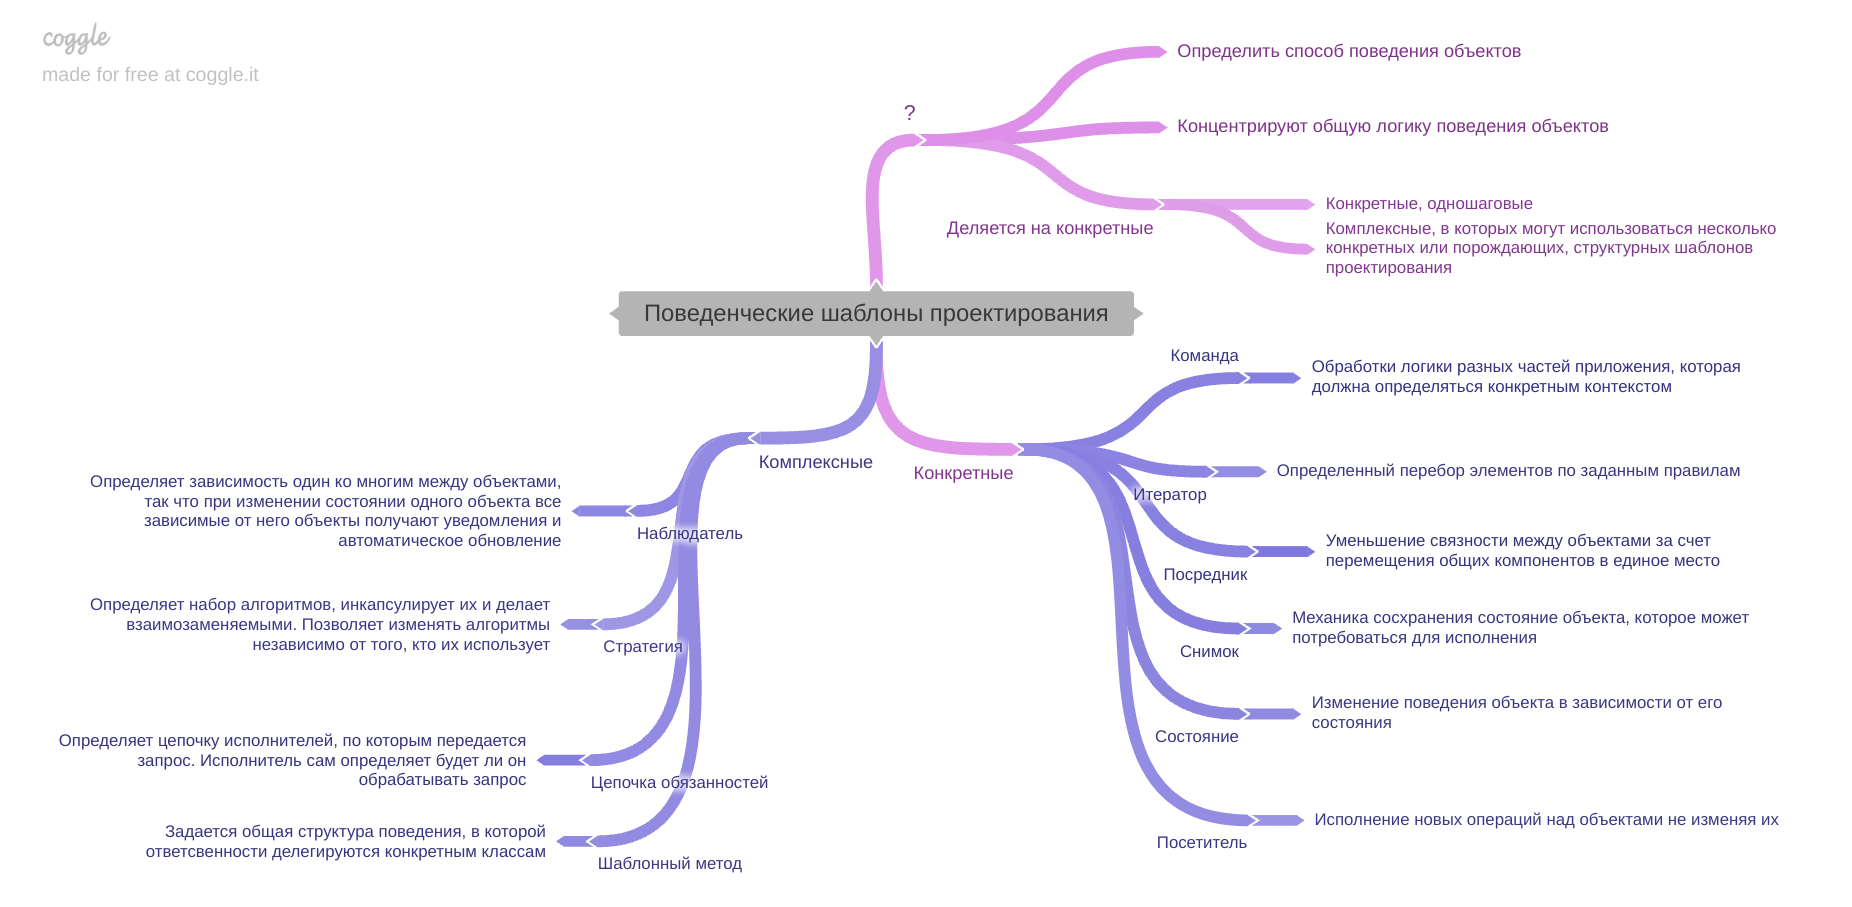 coggle
made for free at coggle.it
?
Определить способ поведения объектов
Концентрируют общую логику поведения объектов
Деляется на конкретные
Конкретные, одношаговые
Комплексные, в которых могут использоваться несколько
конкретных или порождающих, структурных шаблонов
проектирования
Поведенческие шаблоны проектирования
Комплексные
Наблюдатель
Определяет зависимость один ко многим между объектами,
так что при изменении состоянии одного объекта все
зависимые от него объекты получают уведомления и
автоматическое обновление
Стратегия
Определяет набор алгоритмов, инкапсулирует их и делает
взаимозаменяемыми. Позволяет изменять алгоритмы
независимо от того, кто их использует
Цепочка обязанностей
Определяет цепочку исполнителей, по которым передается
запрос. Исполнитель сам определяет будет ли он
обрабатывать запрос
Шаблонный метод
Задается общая структура поведения, в которой
ответсвенности делегируются конкретным классам
Конкретные
Команда
Обработки логики разных частей приложения, которая
должна определяться конкретным контекстом
Итератор
Определенный перебор элементов по заданным правилам
Посредник
Уменьшение связности между объектами за счет
перемещения общих компонентов в единое место
Снимок
Механика сосхранения состояние объекта, которое может
потребоваться для исполнения
Состояние
Изменение поведения объекта в зависимости от его
состояния
Посетитель
Исполнение новых операций над объектами не изменяя их